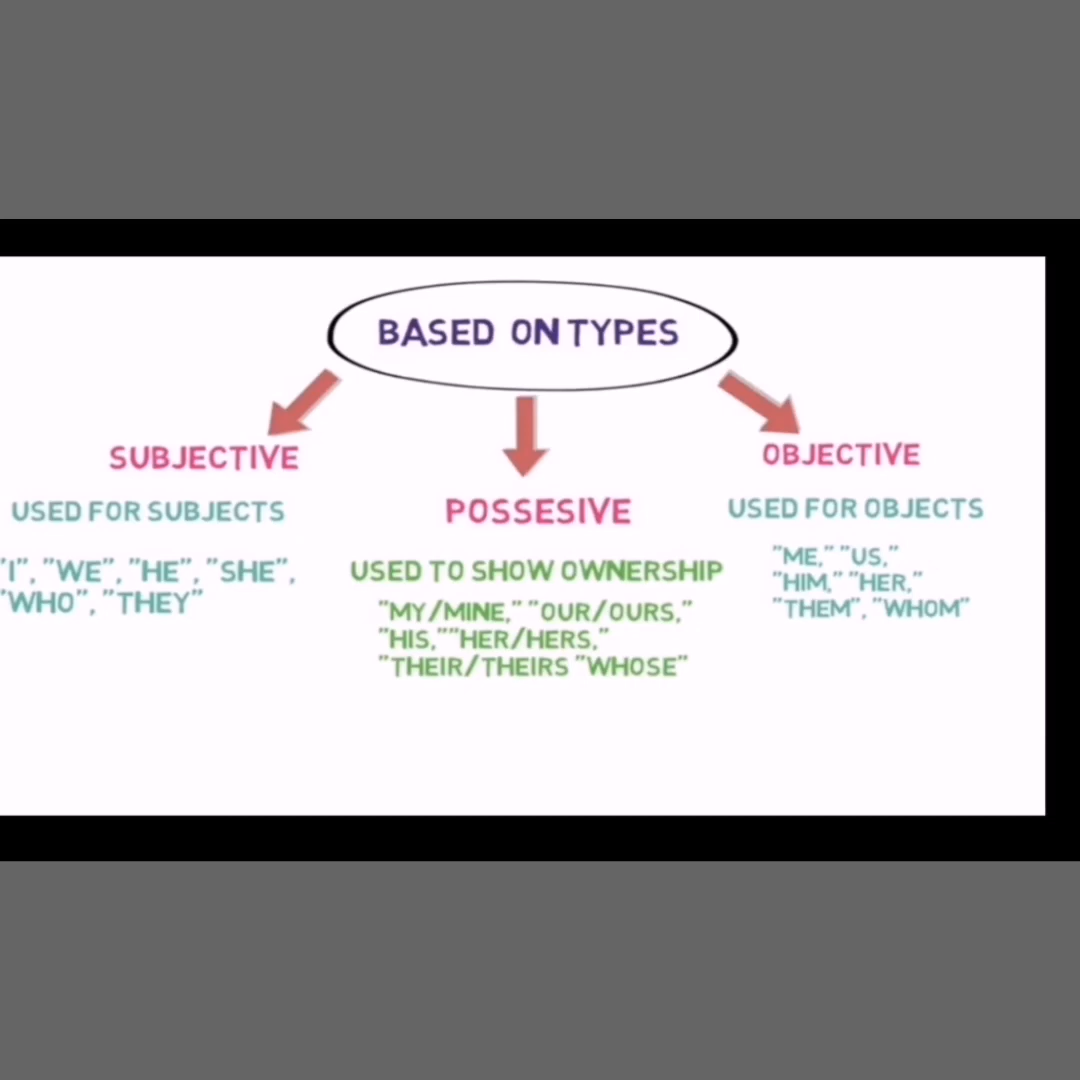 BASED ON TYPES
SUBJECTIVE
USED FOR SUBJECTS
"I", "WE", "HE", "SHE",
"WHO", "THEY"
POSSESIVE
USED TO SHOW OWNERSHIP
"MY/MINE," "OUR/OURS,"
"HIS,""HER/HERS,"
"THEIR/THEIRS "WHOSE"
OBJECTIVE
USED FOR OBJECTS
"ME," "US,"
"HIM," "HER,"
"THEM", "WHOM"